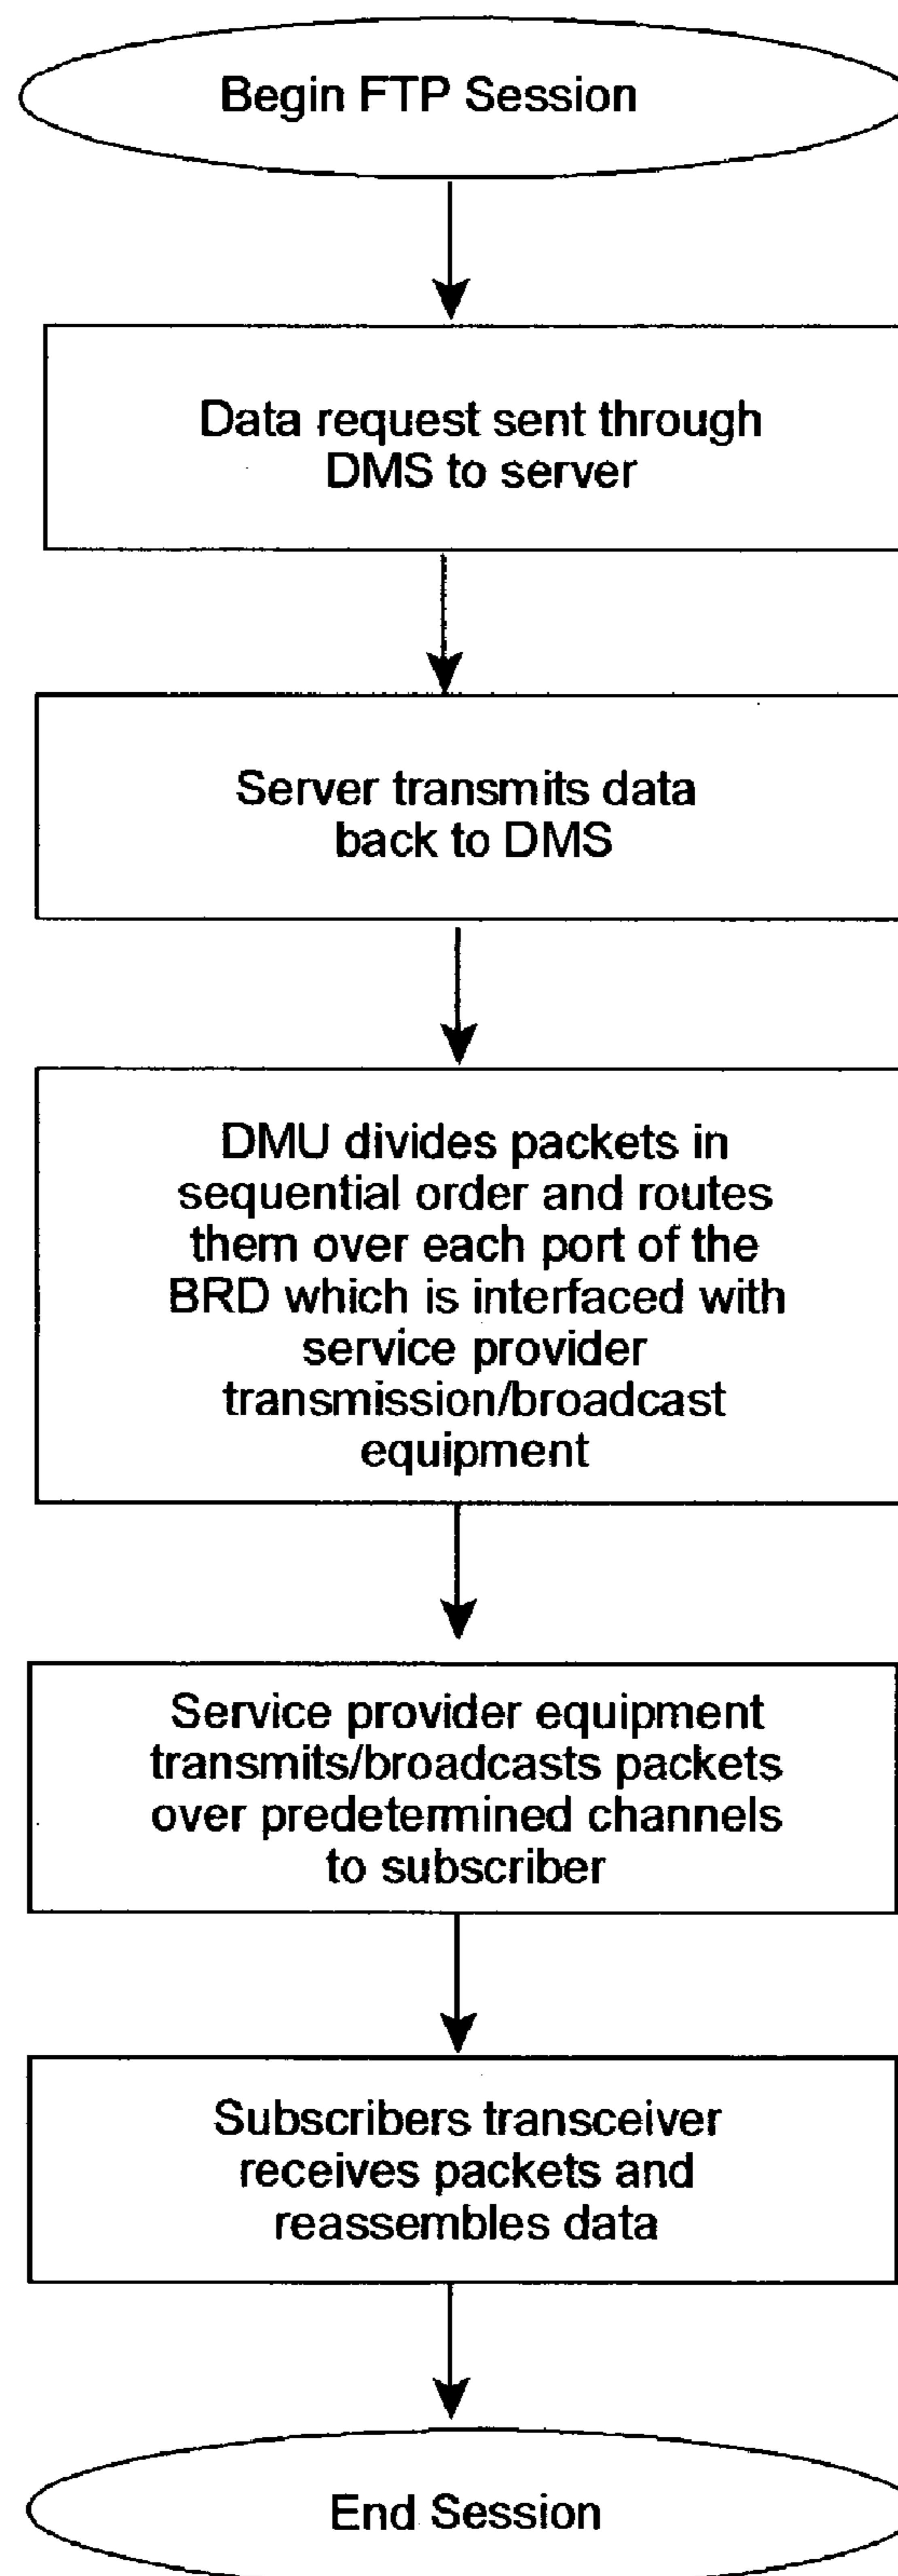 Begin FTP Session
Data request sent through
DMS to server
Server transmits data
back to DMS
DMU divides packets in
sequential order and routes
them over each port of the
BRD which is interfaced with
service provider
transmission/broadcast
equipment
Service provider equipment
transmits/broadcasts packets
over predetermined channels
to subscriber
Subscribers transceiver
receives packets and
reassembles data
End Session